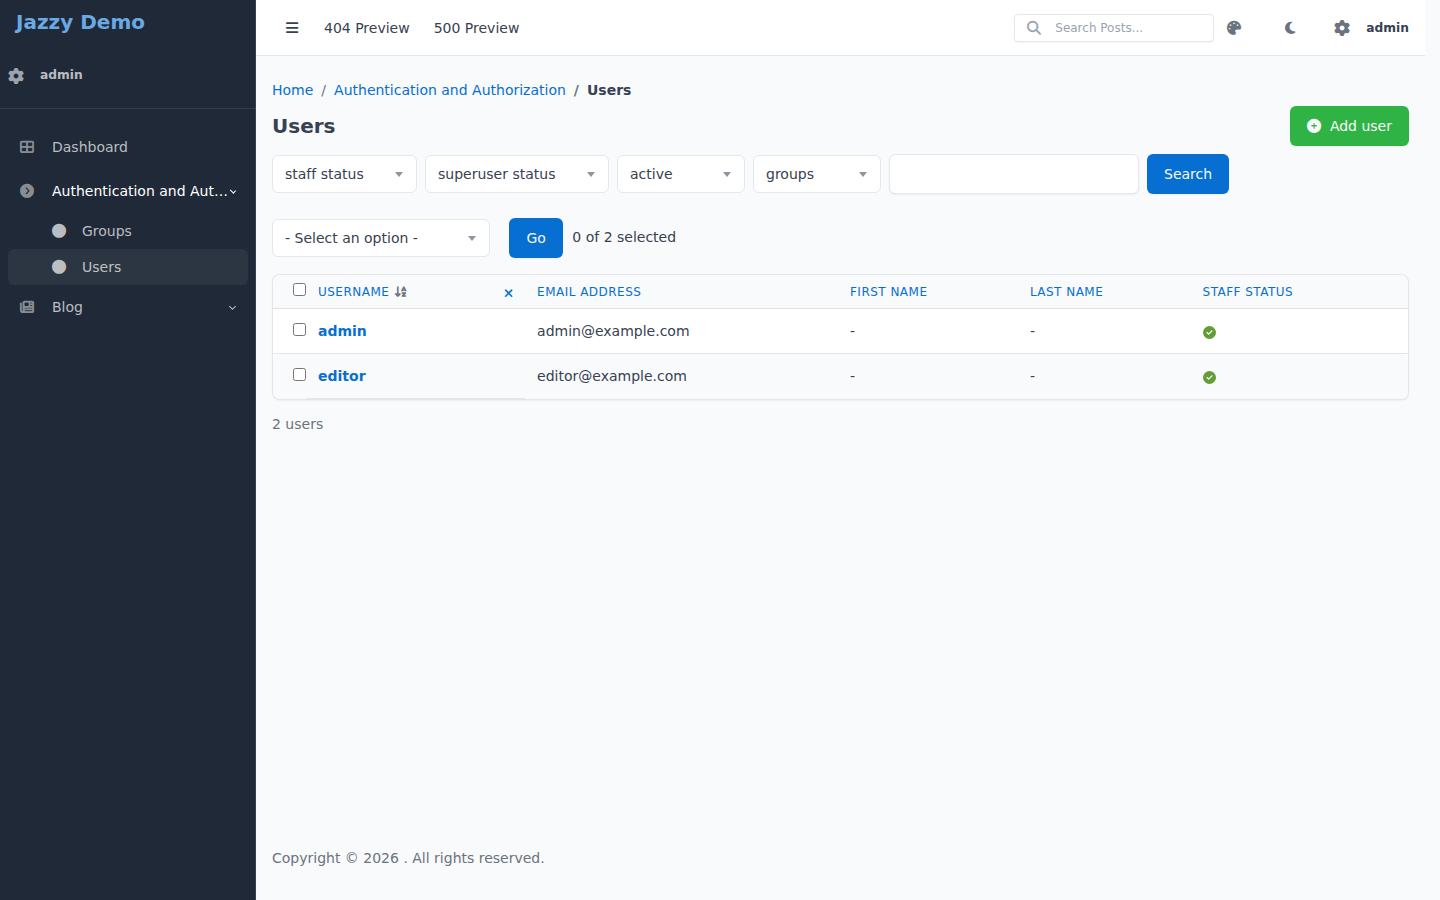 Jazzy Demo
admin
Dashboard
Authentication and Aut...
Groups
Users
Blog
404 Preview
500 Preview
Search Posts...
admin
Home / Authentication and Authorization / Users
Users
Add user
staff status
superuser status
active
groups
Search
- Select an option -
Go
0 of 2 selected
USERNAME EMAIL ADDRESS FIRST NAME LAST NAME STAFF STATUS
admin admin@example.com - -
editor editor@example.com - -
2 users
Copyright © 2026 . All rights reserved.